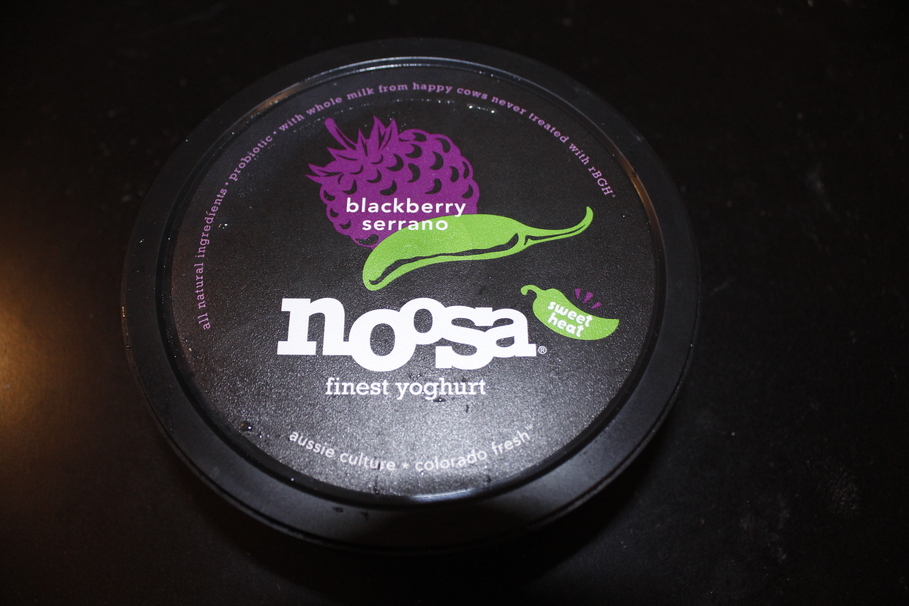 all natural ingredients • probiotic • with whole milk from happy cows never treated with rBGH*
blackberry
serrano
noosa®
sweet
heat
finest yoghurt
aussie culture • colorado fresh™